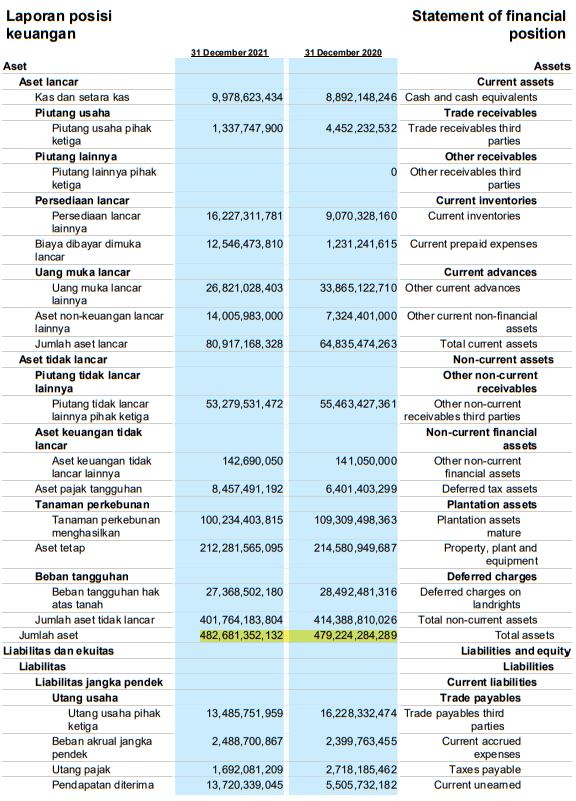 Laporan posisi Statement of financial
keuangan position
31 December 2021 31 December 2020
Aset Assets
Aset lancar Current assets
Kas dan setara kas 9,978,623,434 8,892,148,246 Cash and cash equivalents
Piutang usaha Trade receivables
Piutang usaha pihak 1,337,747,900 4,452,232,532 Trade receivables third
ketiga parties
Piutang lainnya Other receivables
Piutang lainnya pihak 0 Other receivables third
ketiga parties
Persediaan lancar Current inventories
Persediaan lancar 16,227,311,781 9,070,328,160 Current inventories
lainnya
Biaya dibayar dimuka 12,546,473,810 1,231,241,615 Current prepaid expenses
lancar
Uang muka lancar Current advances
Uang muka lancar 26,821,028,403 33,865,122,710 Other current advances
lainnya
Aset non-keuangan lancar 14,005,983,000 7,324,401,000 Other current non-financial
lainnya assets
Jumlah aset lancar 80,917,168,328 64,835,474,263 Total current assets
Aset tidak lancar Non-current assets
Piutang tidak lancar Other non-current
lainnya receivables
Piutang tidak lancar 53,279,531,472 55,463,427,361 Other non-current
lainnya pihak ketiga receivables third parties
Aset keuangan tidak Non-current financial
lancar assets
Aset keuangan tidak 142,690,050 141,050,000 Other non-current
lancar lainnya financial assets
Aset pajak tangguhan 8,457,491,192 6,401,403,299 Deferred tax assets
Tanaman perkebunan Plantation assets
Tanaman perkebunan 100,234,403,815 109,309,498,363 Plantation assets
menghasilkan mature
Aset tetap 212,281,565,095 214,580,949,687 Property, plant and
equipment
Beban tangguhan Deferred charges
Beban tangguhan hak 27,368,502,180 28,492,481,316 Deferred charges on
atas tanah landrights
Jumlah aset tidak lancar 401,764,183,804 414,388,810,026 Total non-current assets
Jumlah aset 482,681,352,132 479,224,284,289 Total assets
Liabilitas dan ekuitas Liabilities and equity
Liabilitas Liabilities
Liabilitas jangka pendek Current liabilities
Utang usaha Trade payables
Utang usaha pihak 13,485,751,959 16,228,332,474 Trade payables third
ketiga parties
Beban akrual jangka 2,488,700,867 2,399,763,455 Current accrued
pendek expenses
Utang pajak 1,692,081,209 2,718,185,462 Taxes payable
Pendapatan diterima 13,720,339,045 5,505,732,182 Current unearned